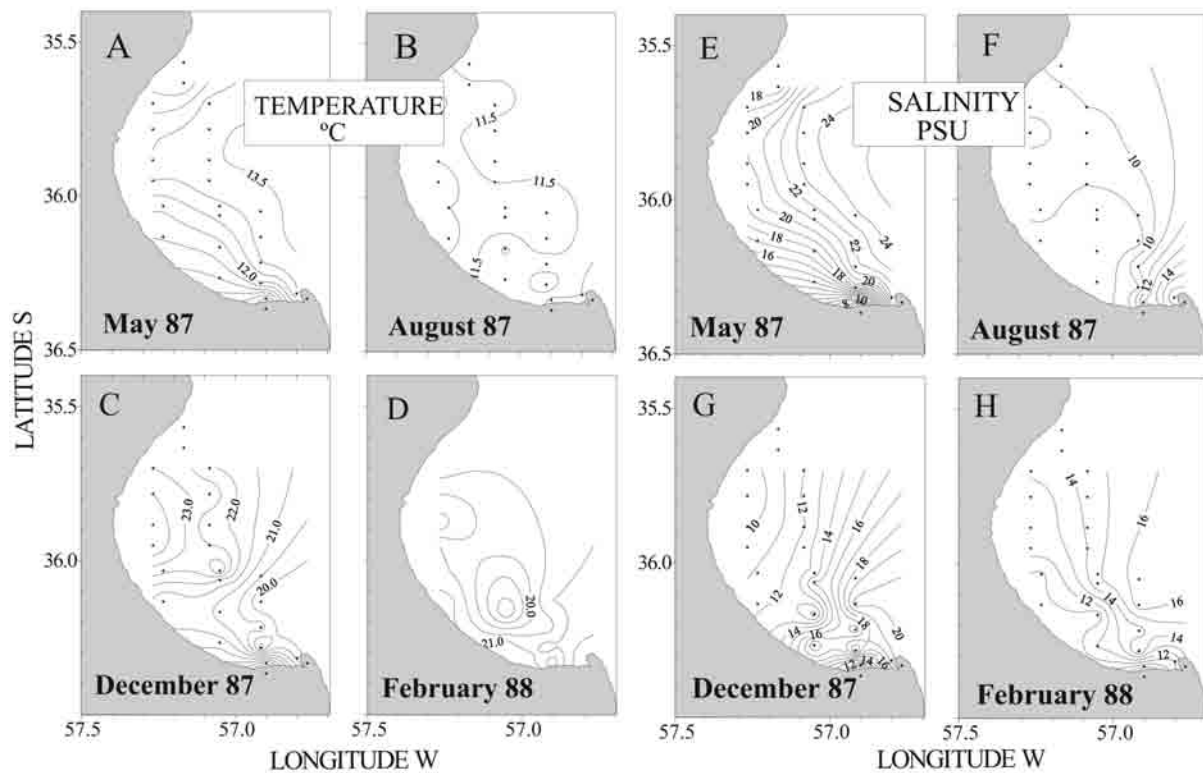 A
B
E
F
35.5
36.0
36.5
TEMPERATURE
ºC
SALINITY
PSU
13.5
12.0
May 87
11.5
11.5
11.5
11.5
August 87
35.5
36.0
36.5
18
20
24
22
20
18
16
22
24
18
20
8
10
May 87
10
10
12
14
August 87
LATITUDE S
C
D
G
H
35.5
36.0
23.0
22.0
21.0
20.0
December 87
20.0
21.0
February 88
35.5
36.0
10
12
14
16
18
12
14
16
18
20
12
14
16
December 87
14
16
12
14
16
14
12
February 88
57.5
57.0
57.0
57.5
57.0
57.0
LONGITUDE W
LONGITUDE W